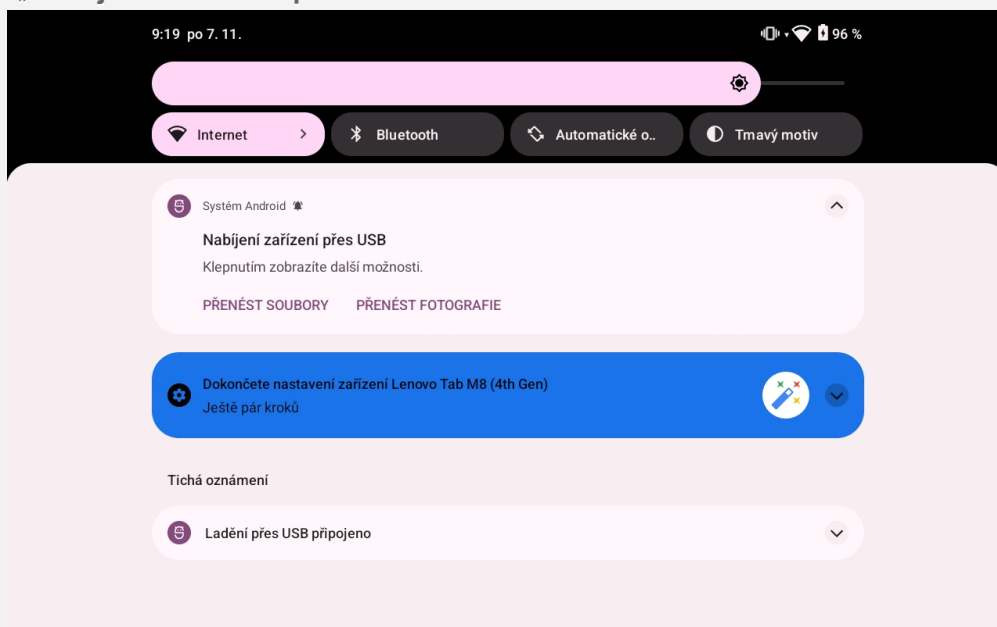 9:19 po 7. 11.
96 %
Internet
Bluetooth
Automatické o..
Tmavý motiv
Systém Android
Nabíjení zařízení přes USB
Klepnutím zobrazíte další možnosti.
PŘENÉST SOUBORY PŘENÉST FOTOGRAFIE
Dokončete nastavení zařízení Lenovo Tab M8 (4th Gen)
Ještě pár kroků
Tichá oznámení
Ladění přes USB připojeno